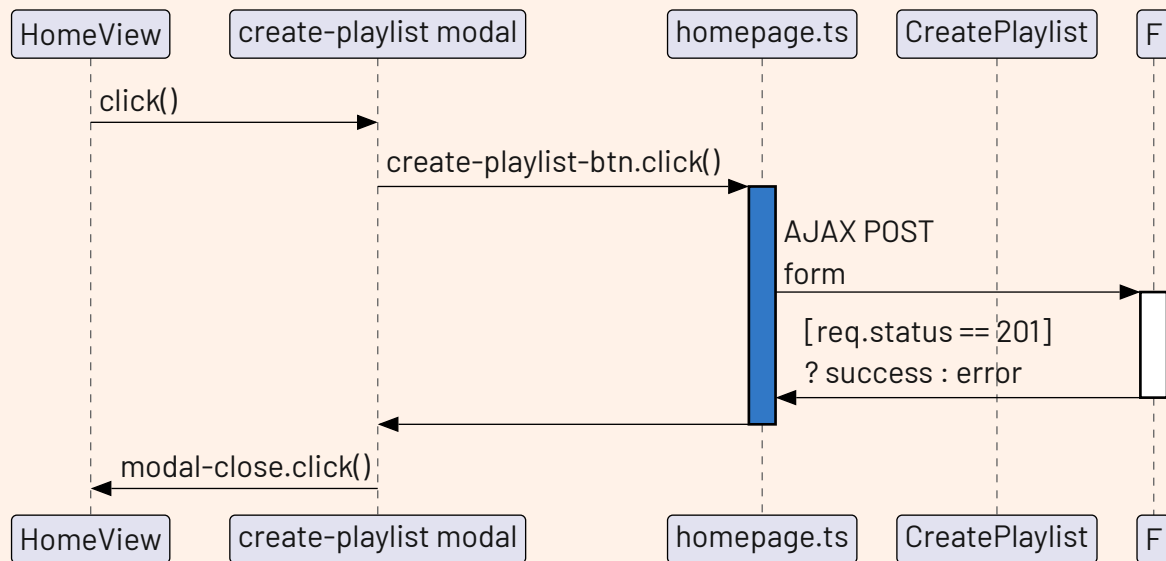 HomeView
create-playlist modal
homepage.ts
CreatePlaylist
F
click()
create-playlist-btn.click()
AJAX POST
form
[req.status == 201]
? success : error
modal-close.click()
HomeView
create-playlist modal
homepage.ts
CreatePlaylist
F